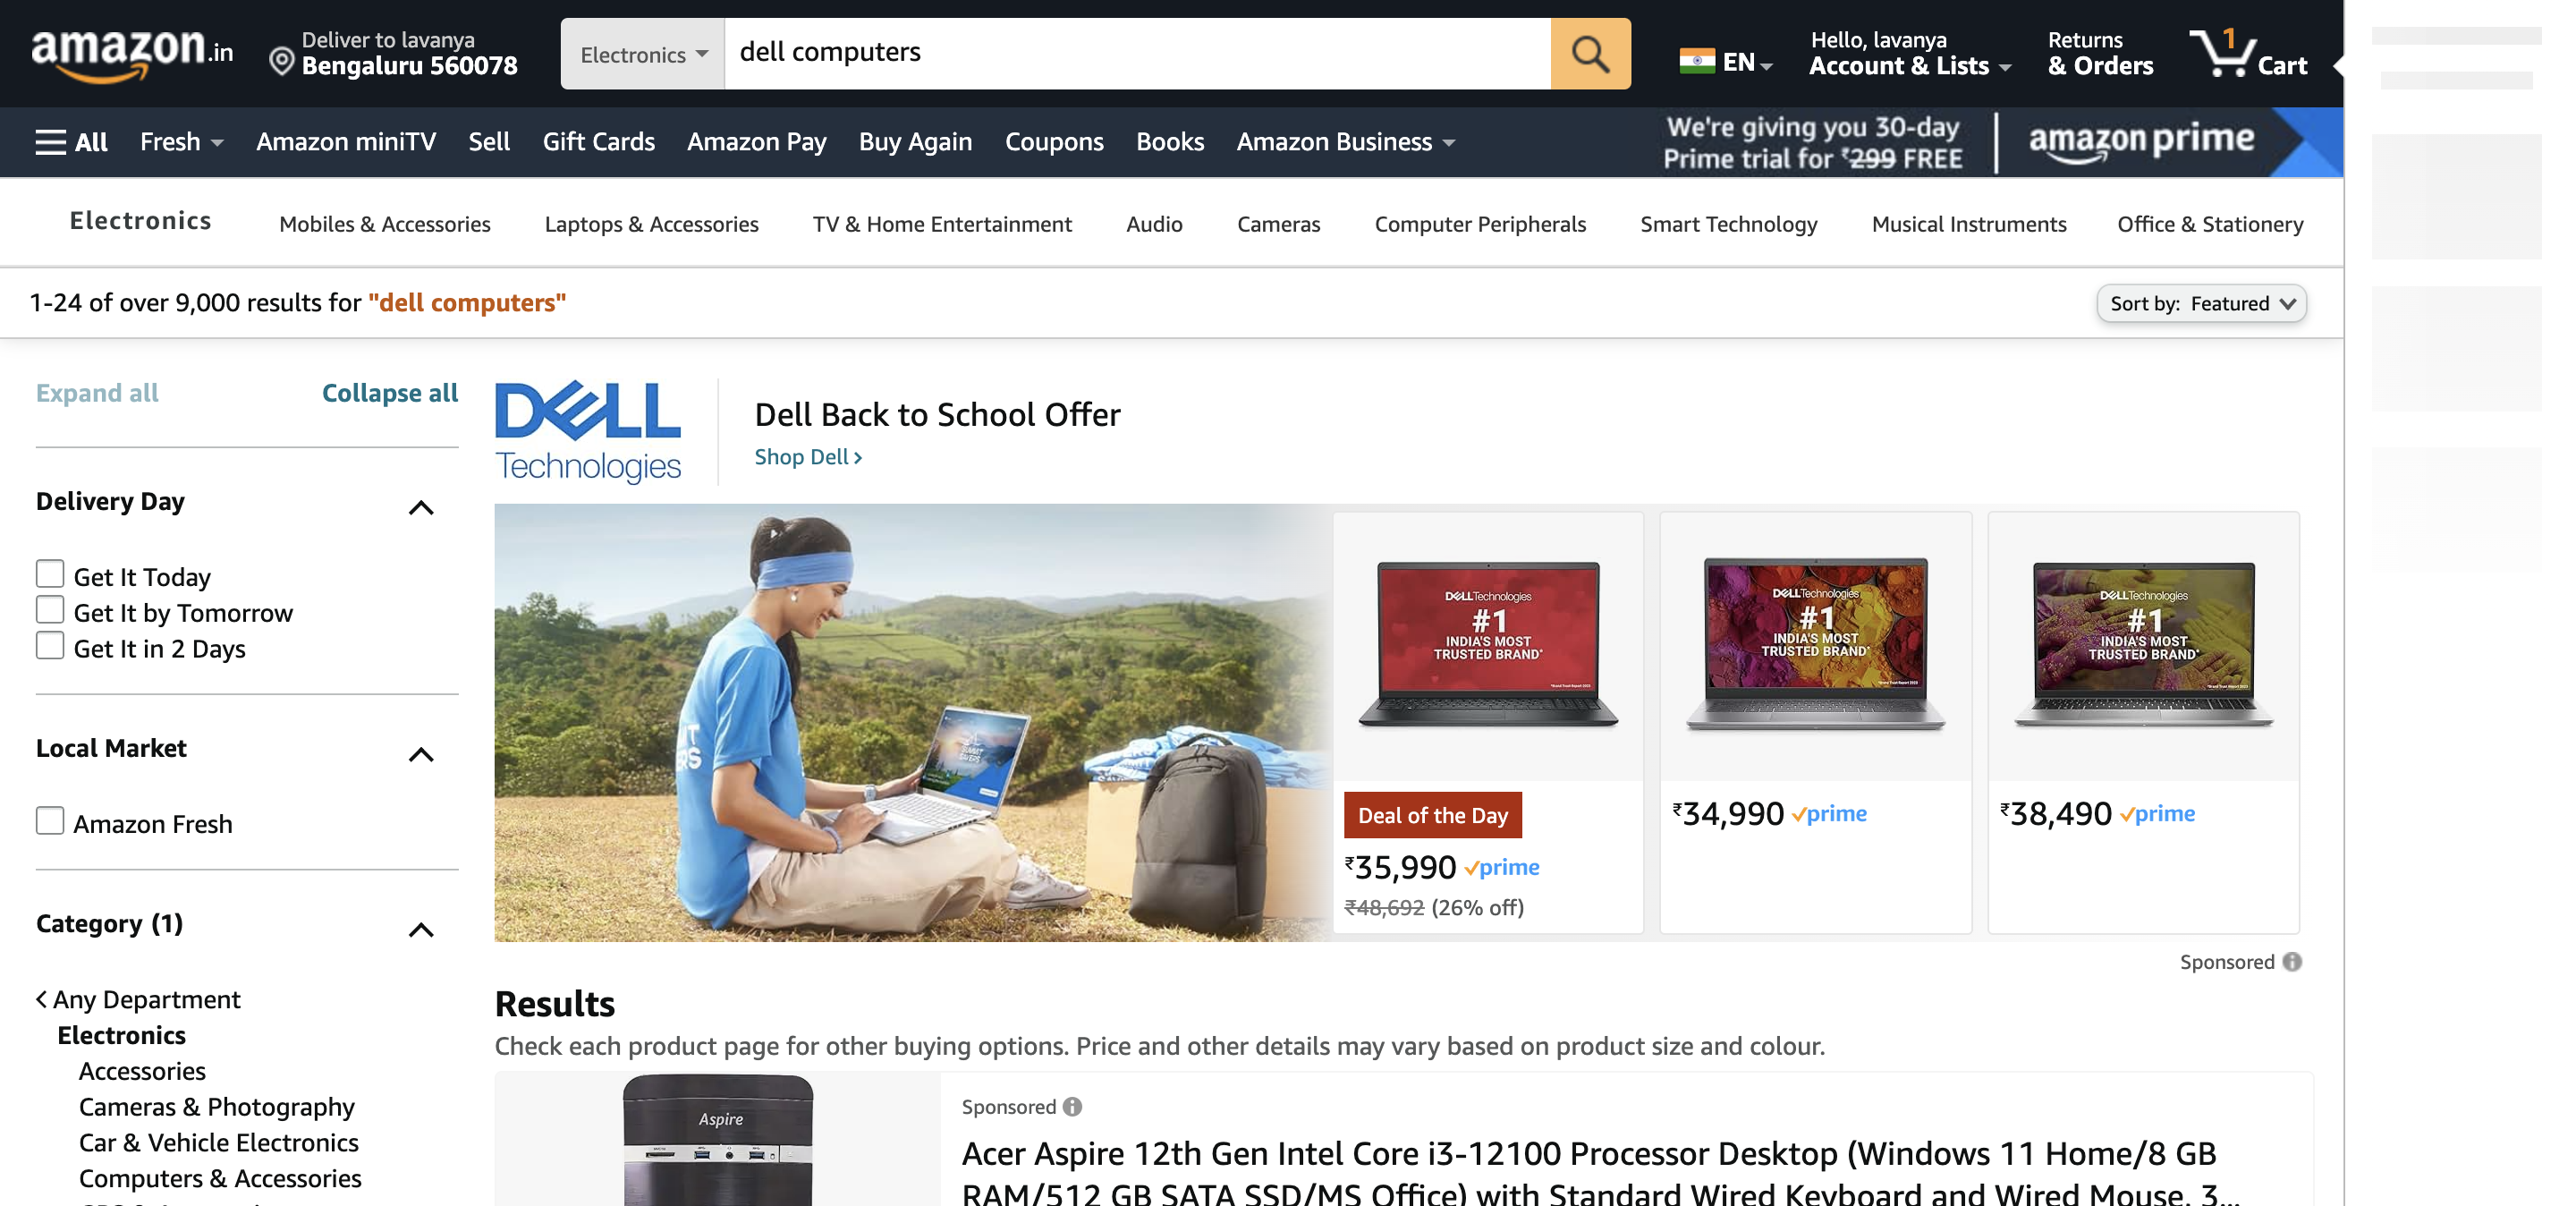 amazon.in
Deliver to lavanya
Bengaluru 560078
Electronics
dell computers
EN
Hello, lavanya
Account & Lists
Returns
& Orders
1
Cart
All
Fresh
Amazon miniTV
Sell
Gift Cards
Amazon Pay
Buy Again
Coupons
Books
Amazon Business
We're giving you 30-day
Prime trial for ₹299 FREE
amazon prime
Electronics
Mobiles & Accessories
Laptops & Accessories
TV & Home Entertainment
Audio
Cameras
Computer Peripherals
Smart Technology
Musical Instruments
Office & Stationery
1-24 of over 9,000 results for "dell computers"
Sort by: Featured
Expand all
Collapse all
Delivery Day
Get It Today
Get It by Tomorrow
Get It in 2 Days
Local Market
Amazon Fresh
Category (1)
Any Department
Electronics
Accessories
Cameras & Photography
Car & Vehicle Electronics
Computers & Accessories
DELL
Technologies
Dell Back to School Offer
Shop Dell
DELLTechnologies
#1
INDIA'S MOST
TRUSTED BRAND*
Deal of the Day
₹35,990 prime
₹48,692 (26% off)
DELLTechnologies
#1
INDIA'S MOST
TRUSTED BRAND*
₹34,990 prime
DELLTechnologies
#1
INDIA'S MOST
TRUSTED BRAND*
₹38,490 prime
Sponsored
Results
Check each product page for other buying options. Price and other details may vary based on product size and colour.
Aspire
Sponsored
Acer Aspire 12th Gen Intel Core i3-12100 Processor Desktop (Windows 11 Home/8 GB
RAM/512 GB SATA SSD/MS Office) with Standard Wired Keyboard and Wired Mouse, 3...